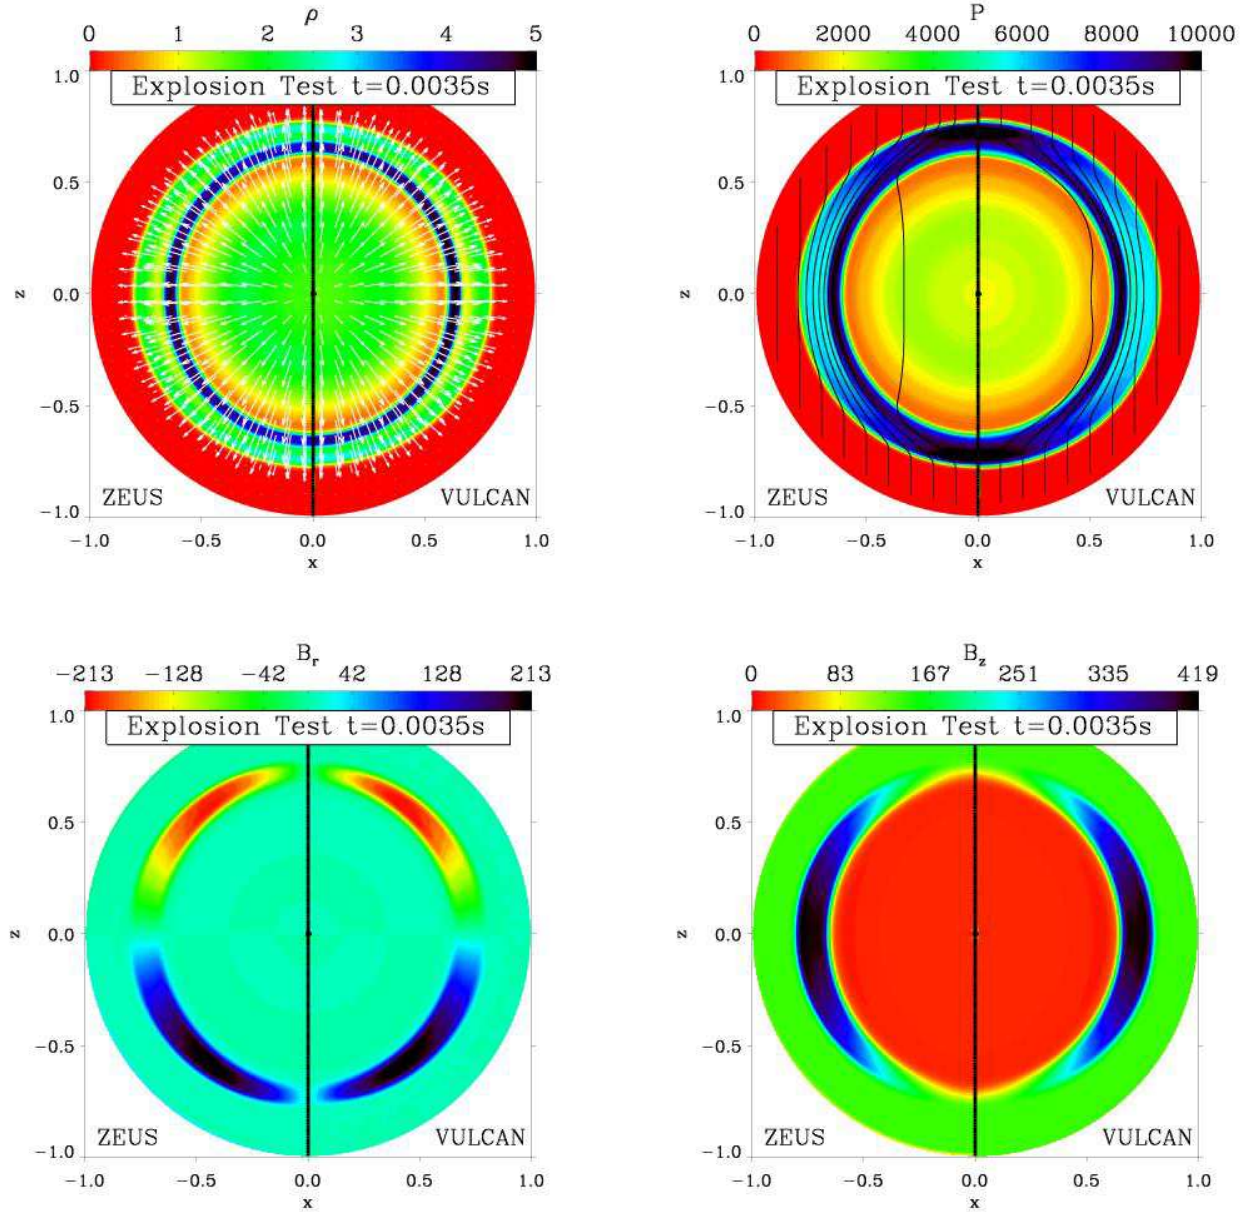 ρ
0 1 2 3 4 5
1.0
Explosion Test t=0.0035s
z
0.5
0.0
−0.5
−1.0
ZEUS VULCAN
−1.0 −0.5 0.0 0.5 1.0
x
P
0 2000 4000 6000 8000 10000
1.0
Explosion Test t=0.0035s
z
0.5
0.0
−0.5
−1.0
ZEUS VULCAN
−1.0 −0.5 0.0 0.5 1.0
x
B_r
−213 −128 −42 42 128 213
1.0
Explosion Test t=0.0035s
0.5
z
0.0
−0.5
−1.0
ZEUS VULCAN
−1.0 −0.5 0.0 0.5 1.0
x
B_z
0 83 167 251 335 419
1.0
Explosion Test t=0.0035s
0.5
z
0.0
−0.5
−1.0
ZEUS VULCAN
−1.0 −0.5 0.0 0.5 1.0
x